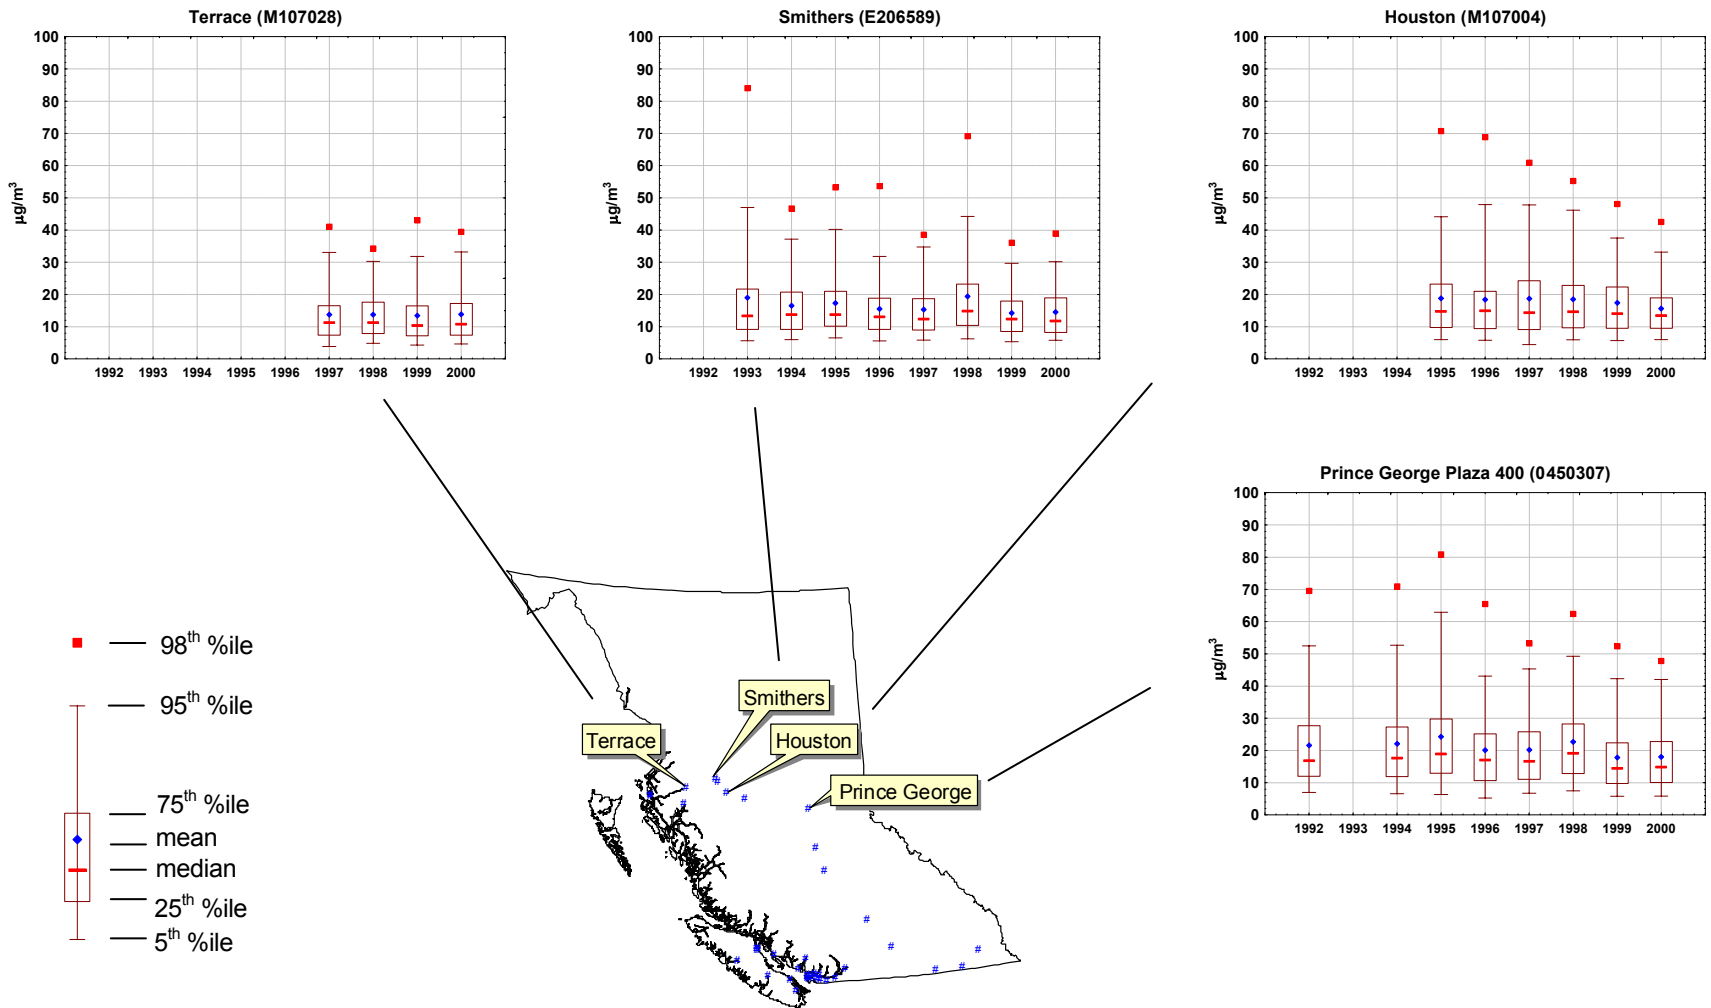 Terrace (M107028)
100
90
80
70
60
50
40
30
20
10
0
µg/m³
1992 1993 1994 1995 1996 1997 1998 1999 2000
Smithers (E206589)
100
90
80
70
60
50
40
30
20
10
0
µg/m³
1992 1993 1994 1995 1996 1997 1998 1999 2000
Houston (M107004)
100
90
80
70
60
50
40
30
20
10
0
µg/m³
1992 1993 1994 1995 1996 1997 1998 1999 2000
Prince George Plaza 400 (0450307)
100
90
80
70
60
50
40
30
20
10
0
µg/m³
1992 1993 1994 1995 1996 1997 1998 1999 2000
98th %ile
95th %ile
75th %ile
mean
median
25th %ile
5th %ile
Smithers
Terrace
Houston
Prince George